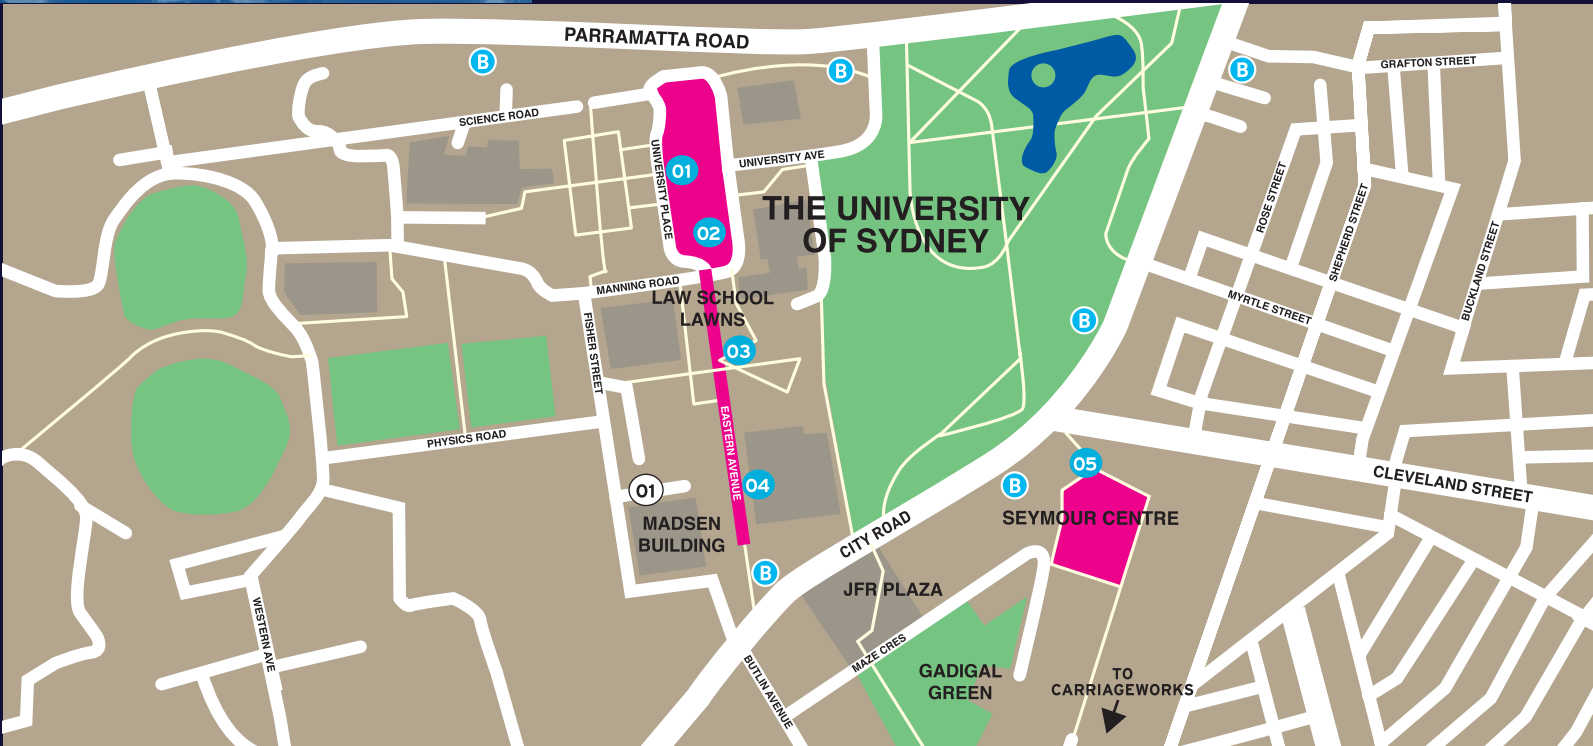 PARRAMATTA ROAD
B
B
B
GRAFTON STREET
SCIENCE ROAD
UNIVERSITY PLACE
01
UNIVERSITY AVE
ROSE STREET
SHEPHERD STREET
THE UNIVERSITY
OF SYDNEY
02
BUCKLAND STREET
MANNING ROAD
LAW SCHOOL
LAWNS
MYRTLE STREET
B
FISHER STREET
03
PHYSICS ROAD
EASTERN AVENUE
05
CLEVELAND STREET
01
04
B
SEYMOUR CENTRE
MADSEN
BUILDING
CITY ROAD
B
JFR PLAZA
WESTERN AVE
MAZE CRES
BUTLIN AVENUE
GADIGAL
GREEN
TO
CARRIAGEWORKS